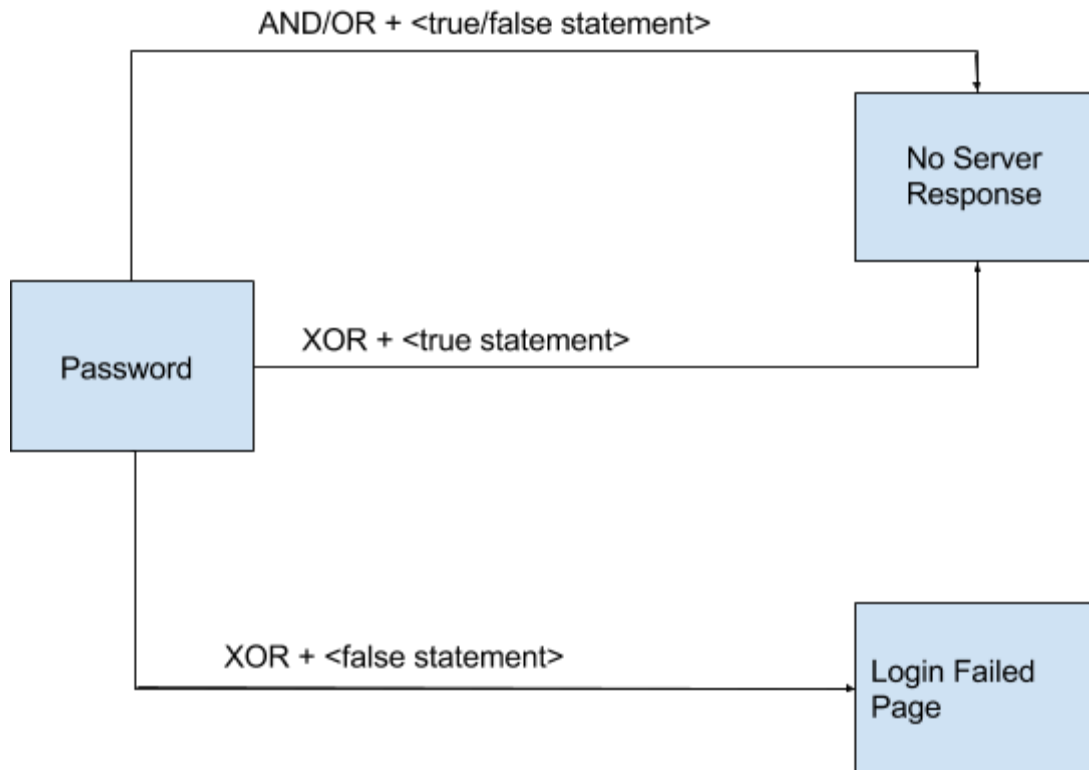 AND/OR + <true/false statement>
No Server
Response
XOR + <true statement>
Password
XOR + <false statement>
Login Failed
Page